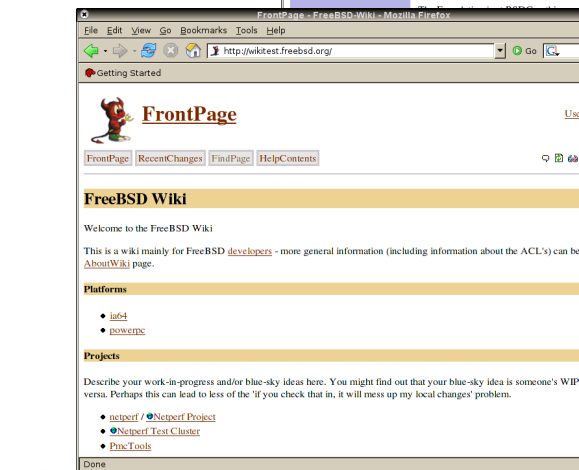 FrontPage - FreeBSD-Wiki - Mozilla Firefox
File Edit View Go Bookmarks Tools Help
http://wikitest.freebsd.org/ Go
Getting Started
FrontPage
FrontPage RecentChanges FindPage HelpContents
FreeBSD Wiki
Welcome to the FreeBSD Wiki
This is a wiki mainly for FreeBSD developers - more general information (including information about the ACL's) can be
AboutWiki page.
Platforms
ia64
powerpc
Projects
Describe your work-in-progress and/or blue-sky ideas here. You might find out that your blue-sky idea is someone's WIP
versa. Perhaps this can lead to less of the 'if you check that in, it will mess up my local changes' problem.
netperf / Netperf Project
Netperf Test Cluster
PmcTools
Done